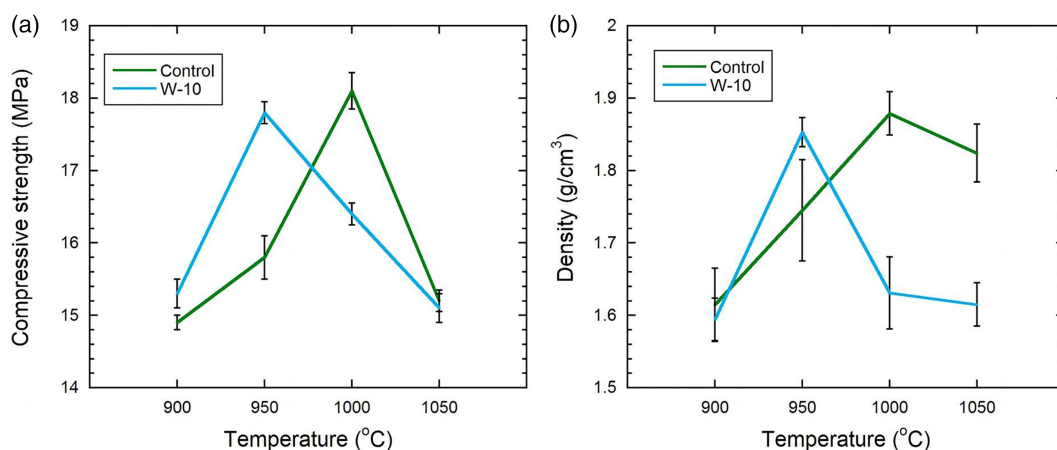 (a)
19
18
17
16
15
14
Compressive strength (MPa)
Control
W-10
900 950 1000 1050
Temperature (°C)
(b)
2
1.9
1.8
1.7
1.6
1.5
Density (g/cm³)
Control
W-10
900 950 1000 1050
Temperature (°C)